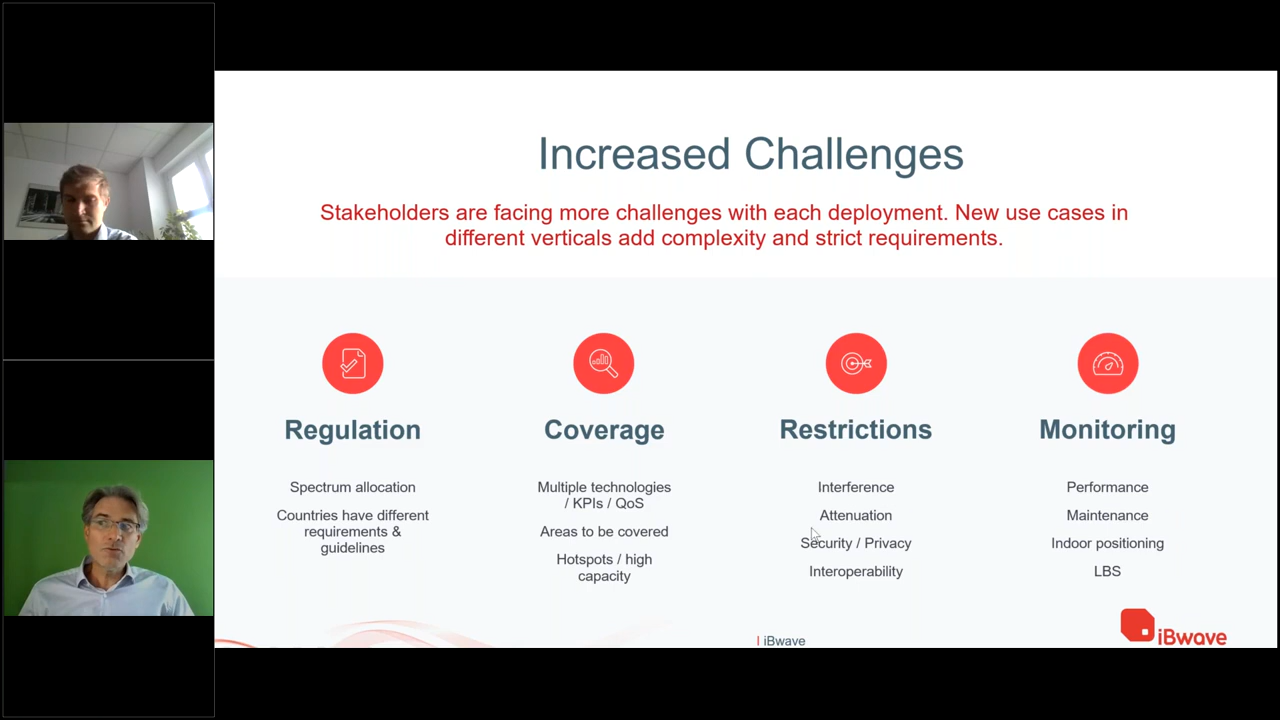 Increased Challenges
Stakeholders are facing more challenges with each deployment. New use cases in
different verticals add complexity and strict requirements.
Regulation
Spectrum allocation
Countries have different
requirements &
guidelines
Coverage
Multiple technologies
/ KPIs / QoS
Areas to be covered
Hotspots / high
capacity
Restrictions
Interference
Attenuation
Security / Privacy
Interoperability
Monitoring
Performance
Maintenance
Indoor positioning
LBS
| iBwave
iBwave